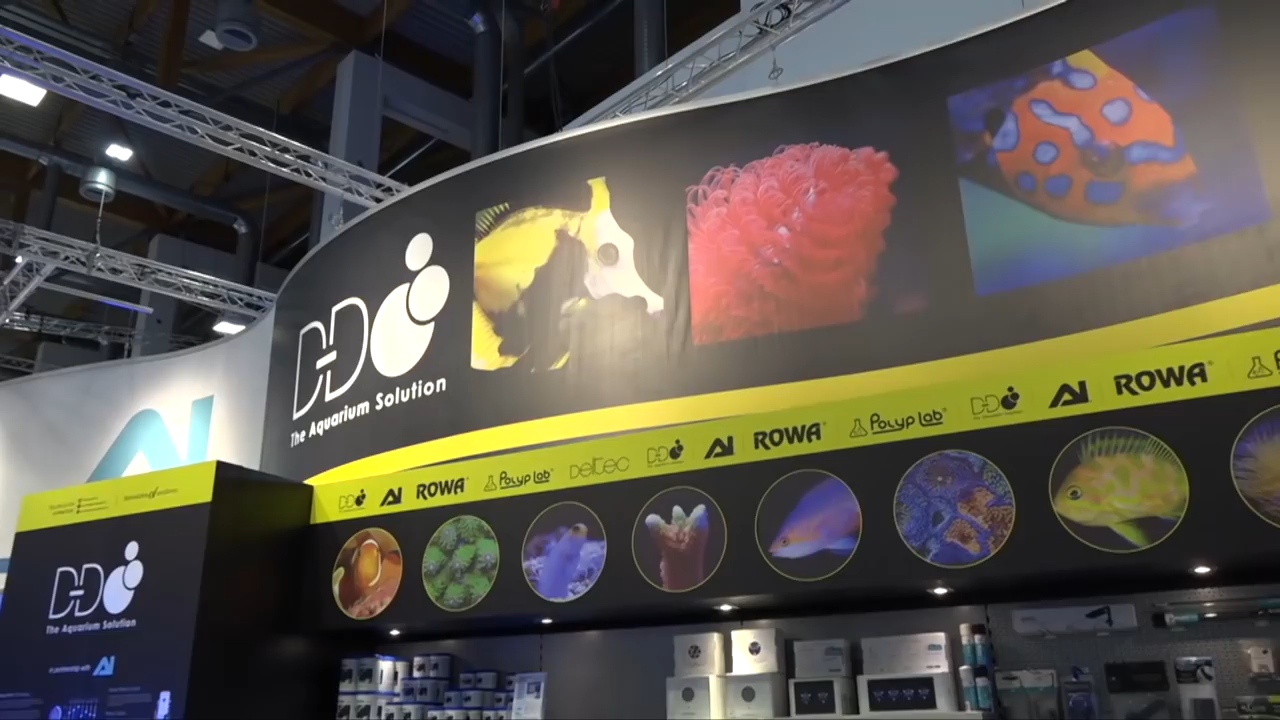 D-D
The Aquarium Solution
AI
D-D AI ROWA® Polyp Lab® Deltec D-D AI ROWA® Polyp Lab® D-D AI ROWA®
D-D
The Aquarium Solution
in partnership with AI